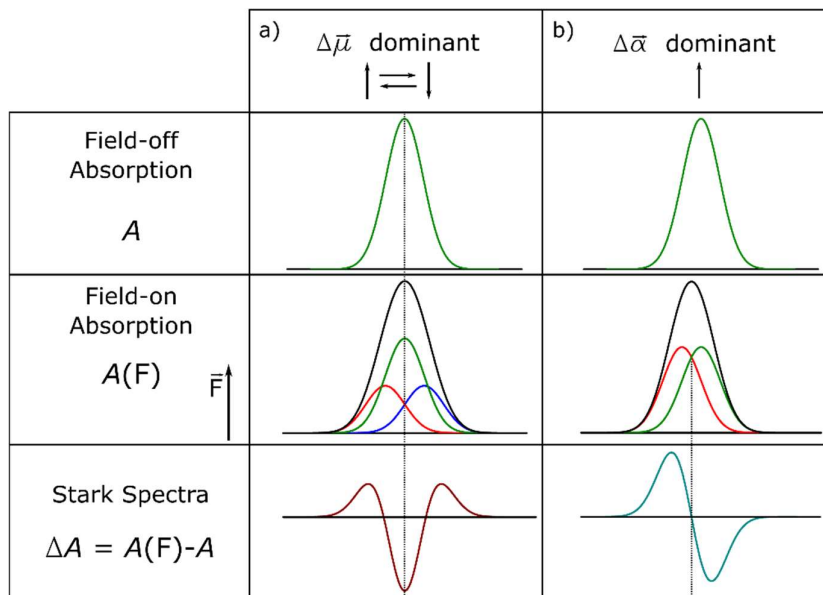 a) Δμ⃗ dominant
b) Δα⃗ dominant
Field-off
Absorption
A
Field-on
Absorption
A(F)
F⃗
Stark Spectra
ΔA = A(F)-A